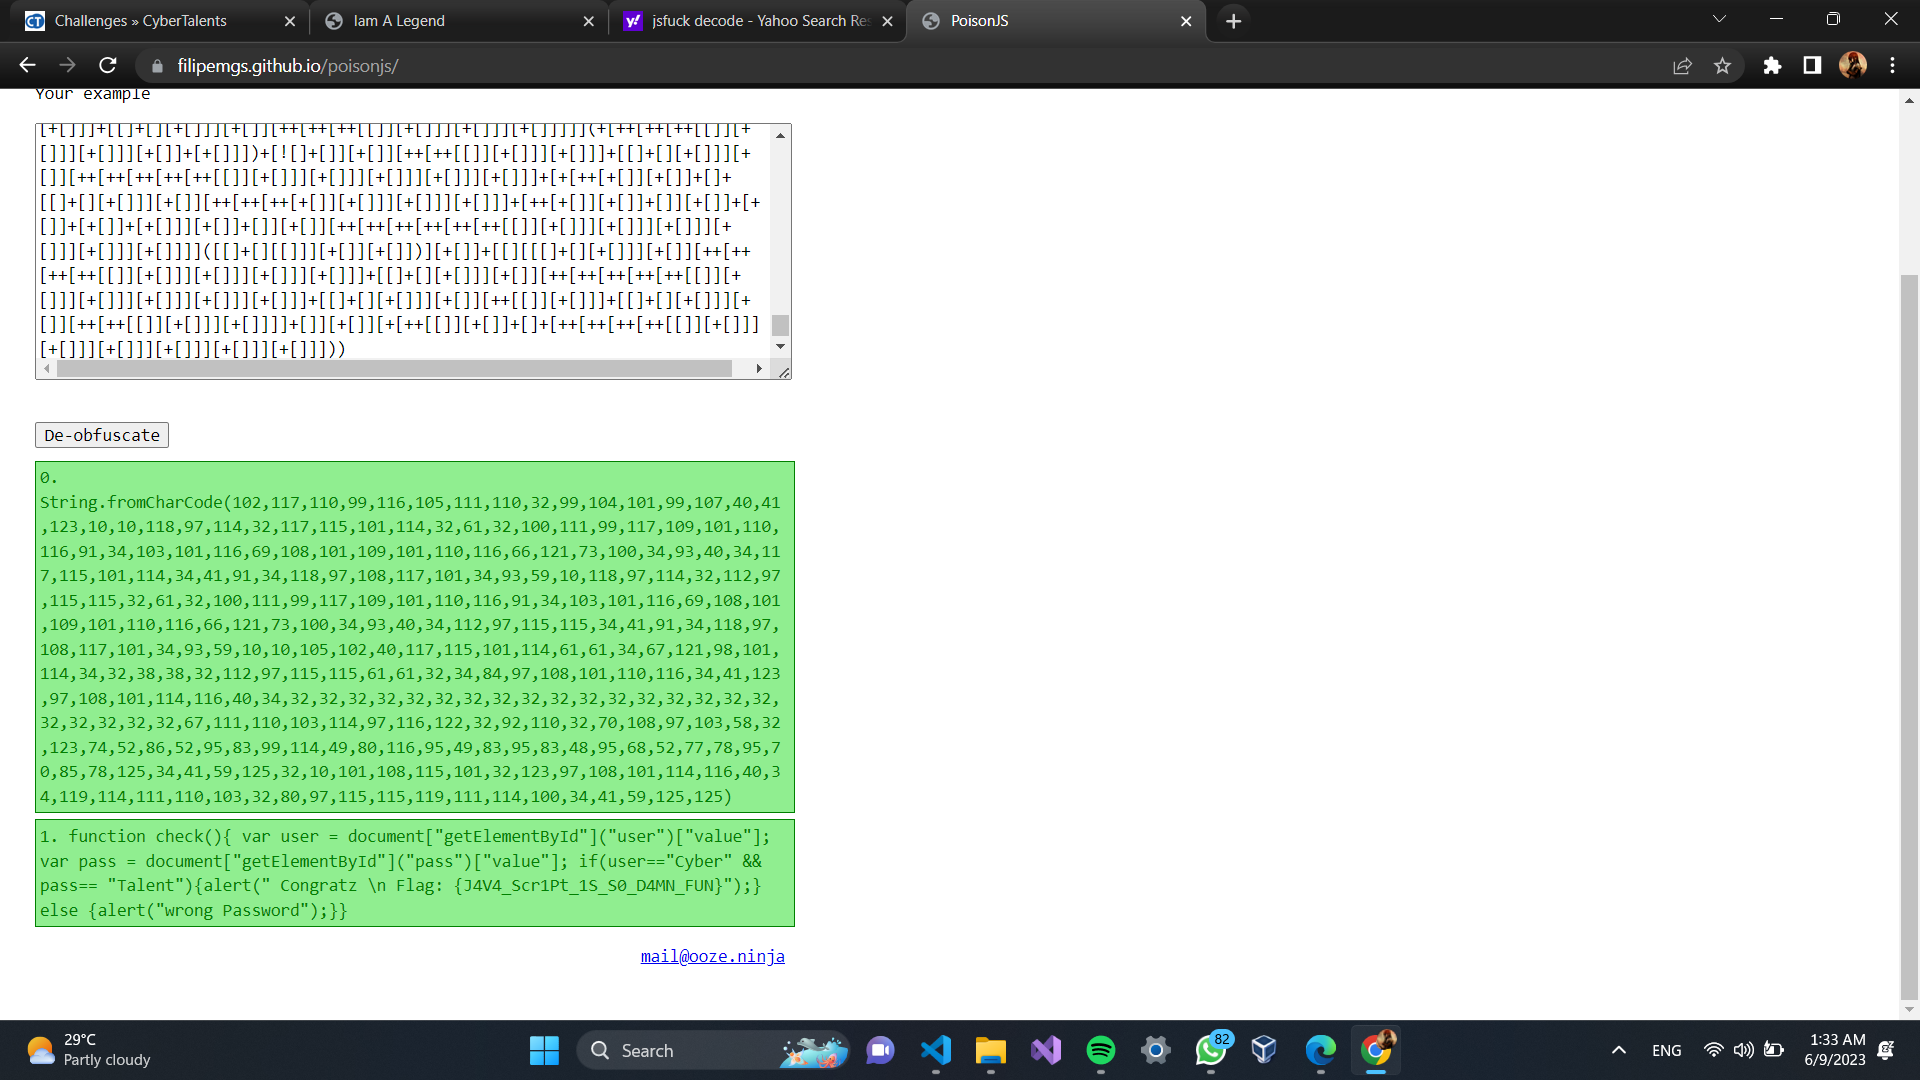 Challenges » CyberTalents
Iam A Legend
jsfuck decode - Yahoo Search Res
PoisonJS
filipemgs.github.io/poisonjs/
Your example
[+[]]]+[[]+[][+[]]][+[]][++[++[++[[]][+[]]][+[]]][+[]]]]](+[++[++[++[[]][+
[]]][+[]]][+[]]+[+[]]])+[![]+[]][+[]][++[++[[]][+[]]][+[]]]+[[]+[][+[]]][+
[]][++[++[++[++[++[[]][+[]]][+[]]][+[]]][+[]]][+[]]]+[+[++[+[]][+[]]+[]+
[[]+[][+[]]][+[]][++[++[++[+[]][+[]]][+[]]][+[]]]+[++[+[]][+[]]+[]][+[]]+[+
[]]+[+[]]+[+[]]][+[]]+[]][+[]][++[++[++[++[++[++[[]][+[]]][+[]]][+[]]][+
[]]][+[]]][+[]]]]([[]+[][[]]][+[]][+[]])][+[]]+[[]][[[]+[][+[]]][+[]][++[++
[++[++[[]][+[]]][+[]]][+[]]][+[]]]+[[]+[][+[]]][+[]][++[++[++[++[++[[]][+
[]]][+[]]][+[]]][+[]]][+[]]]+[[]+[][+[]]][+[]][++[[]][+[]]]+[[]+[][+[]]][+
[]][++[++[[]][+[]]][+[]]]]+[]][+[]]+[++[[]][+[]]+[]+[++[++[++[++[[]][+[]]]
[+[]]][+[]]][+[]]][+[]]][+[]]]))
De-obfuscate
0.
String.fromCharCode(102,117,110,99,116,105,111,110,32,99,104,101,99,107,40,41
,123,10,10,118,97,114,32,117,115,101,114,32,61,32,100,111,99,117,109,101,110,
116,91,34,103,101,116,69,108,101,109,101,110,116,66,121,73,100,34,93,40,34,11
7,115,101,114,34,41,91,34,118,97,108,117,101,34,93,59,10,118,97,114,32,112,97
,115,115,32,61,32,100,111,99,117,109,101,110,116,91,34,103,101,116,69,108,101
,109,101,110,116,66,121,73,100,34,93,40,34,112,97,115,115,34,41,91,34,118,97,
108,117,101,34,93,59,10,10,105,102,40,117,115,101,114,61,61,34,67,121,98,101,
114,34,32,38,38,32,112,97,115,115,61,61,32,34,84,97,108,101,110,116,34,41,123
,97,108,101,114,116,40,34,32,32,32,32,32,32,32,32,32,32,32,32,32,32,32,32,32,
32,32,32,32,32,67,111,110,103,114,97,116,122,32,92,110,32,70,108,97,103,58,32
,123,74,52,86,52,95,83,99,114,49,80,116,95,49,83,95,83,48,95,68,52,77,78,95,7
0,85,78,125,34,41,59,125,32,10,101,108,115,101,32,123,97,108,101,114,116,40,3
4,119,114,111,110,103,32,80,97,115,115,119,111,114,100,34,41,59,125,125)
1. function check(){ var user = document["getElementById"]("user")["value"];
var pass = document["getElementById"]("pass")["value"]; if(user=="Cyber" &&
pass== "Talent"){alert(" Congratz \n Flag: {J4V4_Scr1Pt_1S_S0_D4MN_FUN}");}
else {alert("wrong Password");}}
mail@ooze.ninja
29°C
Partly cloudy
Search
82
ENG
1:33 AM
6/9/2023